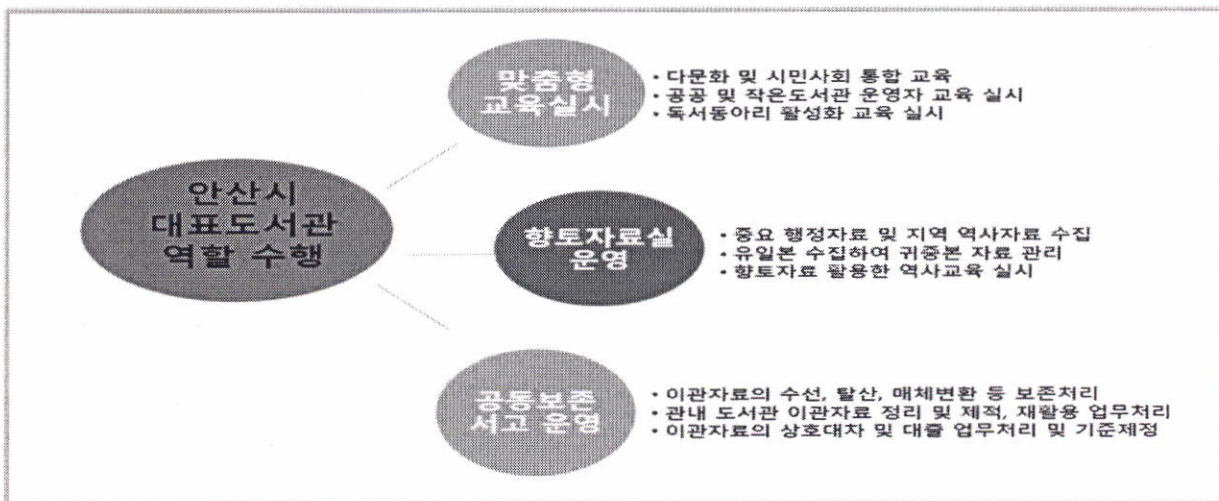 안산시
대표도서관
역할 수행
맞춤형
교육실시
• 다문화 및 시민사회 통합 교육
• 공공 및 작은도서관 운영자 교육 실시
• 독서동아리 활성화 교육 실시
향토자료실
운영
• 중요 행정자료 및 지역 역사자료 수집
• 유일본 수집하여 귀중본 자료 관리
• 향토자료 활용한 역사교육 실시
공동보존
서고 운영
• 이관자료의 수선, 탈산, 매체변환 등 보존처리
• 관내 도서관 이관자료 정리 및 제적, 재활용 업무처리
• 이관자료의 상호대차 및 대출 업무처리 및 기준제정